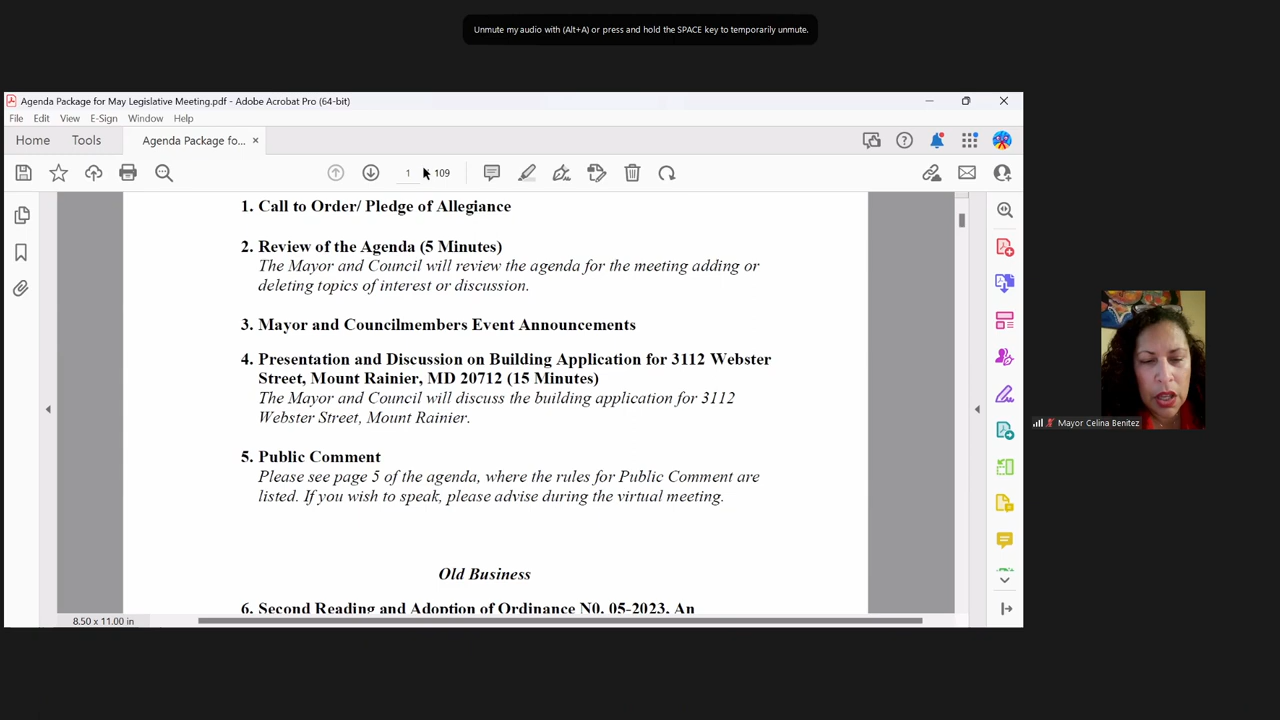 Unmute my audio with (Alt+A) or press and hold the SPACE key to temporarily unmute.
Agenda Package for May Legislative Meeting.pdf - Adobe Acrobat Pro (64-bit)
File Edit View E-Sign Window Help
Home Tools Agenda Package fo... ×
1 109
1. Call to Order/ Pledge of Allegiance
2. Review of the Agenda (5 Minutes)
The Mayor and Council will review the agenda for the meeting adding or
deleting topics of interest or discussion.
3. Mayor and Councilmembers Event Announcements
4. Presentation and Discussion on Building Application for 3112 Webster
Street, Mount Rainier, MD 20712 (15 Minutes)
The Mayor and Council will discuss the building application for 3112
Webster Street, Mount Rainier.
Mayor Celina Benitez
5. Public Comment
Please see page 5 of the agenda, where the rules for Public Comment are
listed. If you wish to speak, please advise during the virtual meeting.
Old Business
6. Second Reading and Adoption of Ordinance N0. 05-2023, An
8.50 x 11.00 in